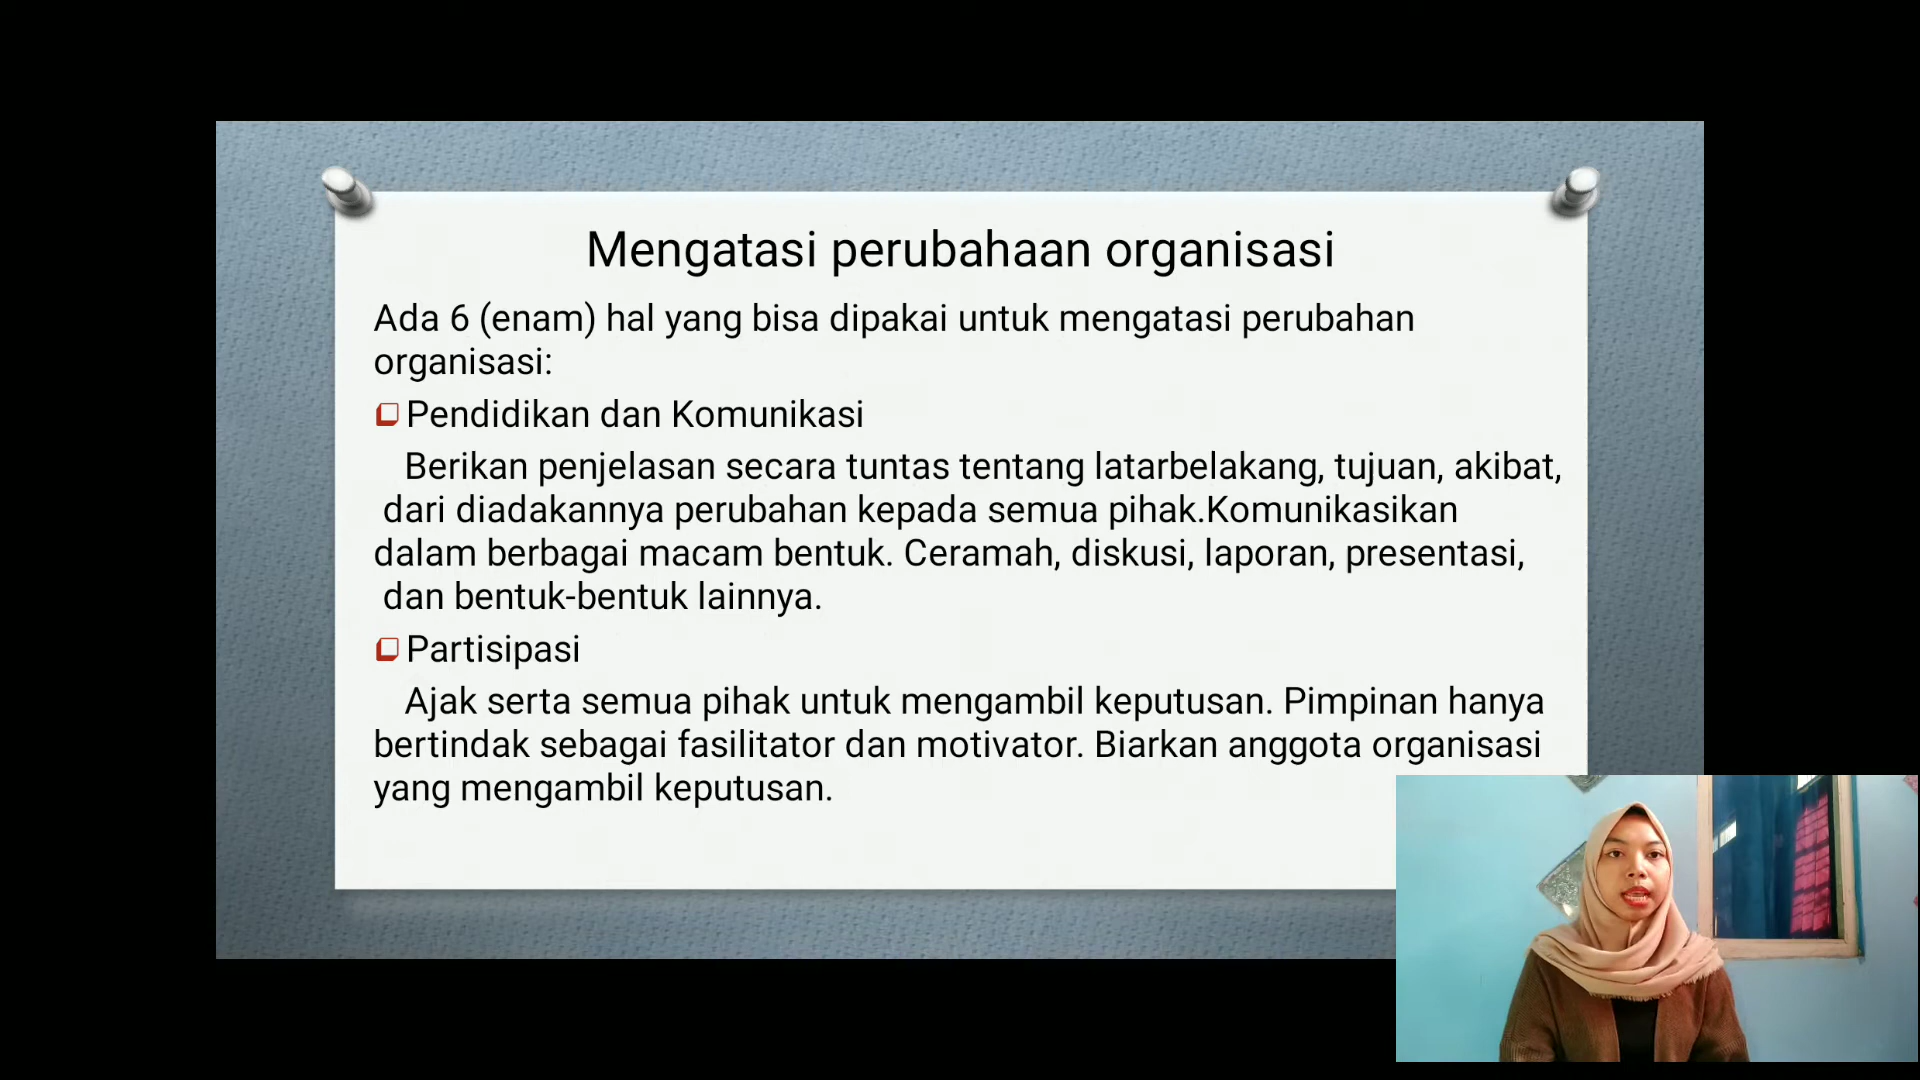 Mengatasi perubahaan organisasi
Ada 6 (enam) hal yang bisa dipakai untuk mengatasi perubahan
organisasi:
Pendidikan dan Komunikasi
Berikan penjelasan secara tuntas tentang latarbelakang, tujuan, akibat,
dari diadakannya perubahan kepada semua pihak.Komunikasikan
dalam berbagai macam bentuk. Ceramah, diskusi, laporan, presentasi,
dan bentuk-bentuk lainnya.
Partisipasi
Ajak serta semua pihak untuk mengambil keputusan. Pimpinan hanya
bertindak sebagai fasilitator dan motivator. Biarkan anggota organisasi
yang mengambil keputusan.